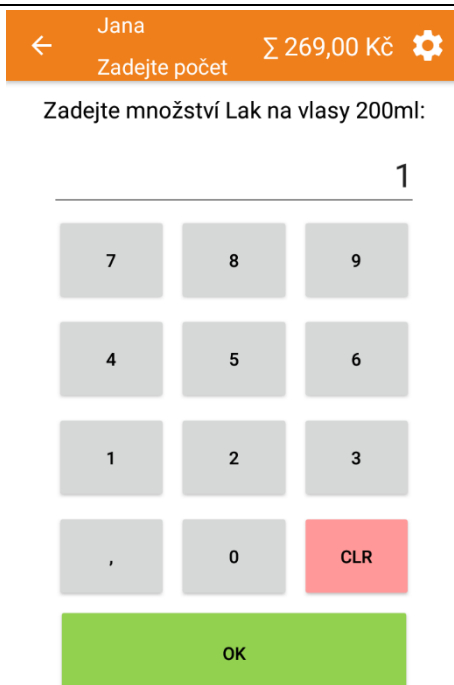 Jana
Zadejte počet
Σ 269,00 Kč
Zadejte množství Lak na vlasy 200ml:
1
7 8 9
4 5 6
1 2 3
, 0 CLR
OK